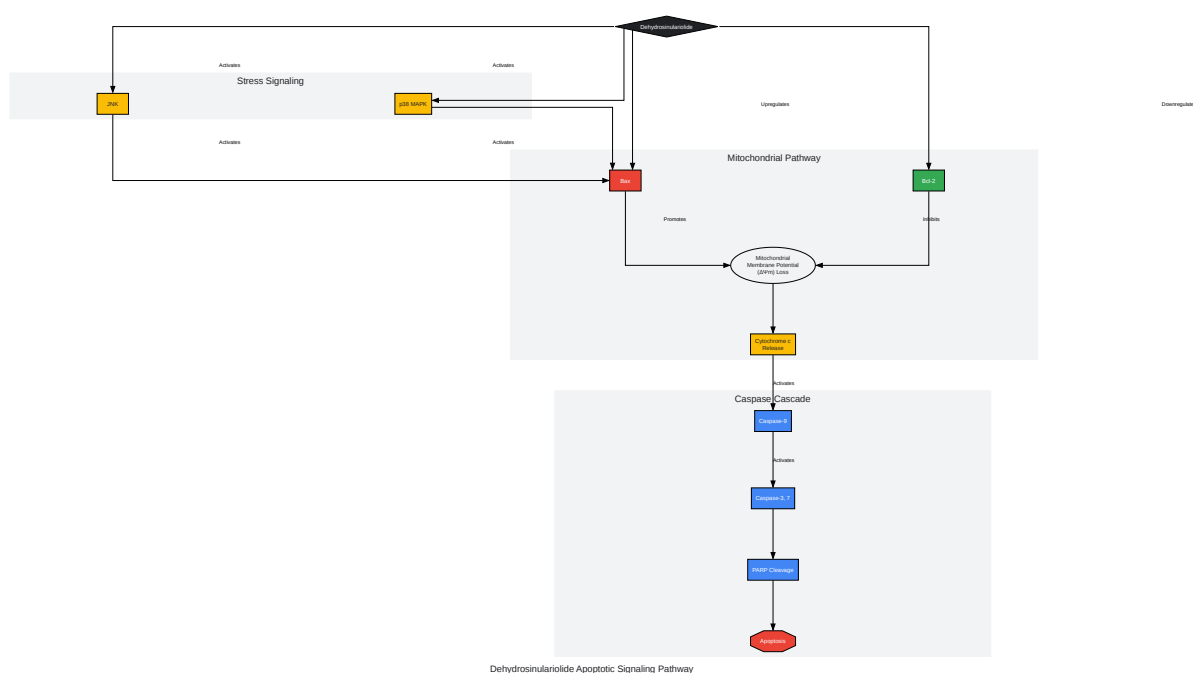 Dehydrosinulariolide
Activates
Activates
Stress Signaling
JNK
p38 MAPK
Upregulates
Downregulates
Activates
Activates
Mitochondrial Pathway
Bax
Bcl-2
Promotes
Inhibits
Mitochondrial
Membrane Potential
(ΔΨm) Loss
Cytochrome c
Release
Activates
Caspase Cascade
Caspase-9
Activates
Caspase-3, 7
PARP Cleavage
Apoptosis
Dehydrosinulariolide Apoptotic Signaling Pathway